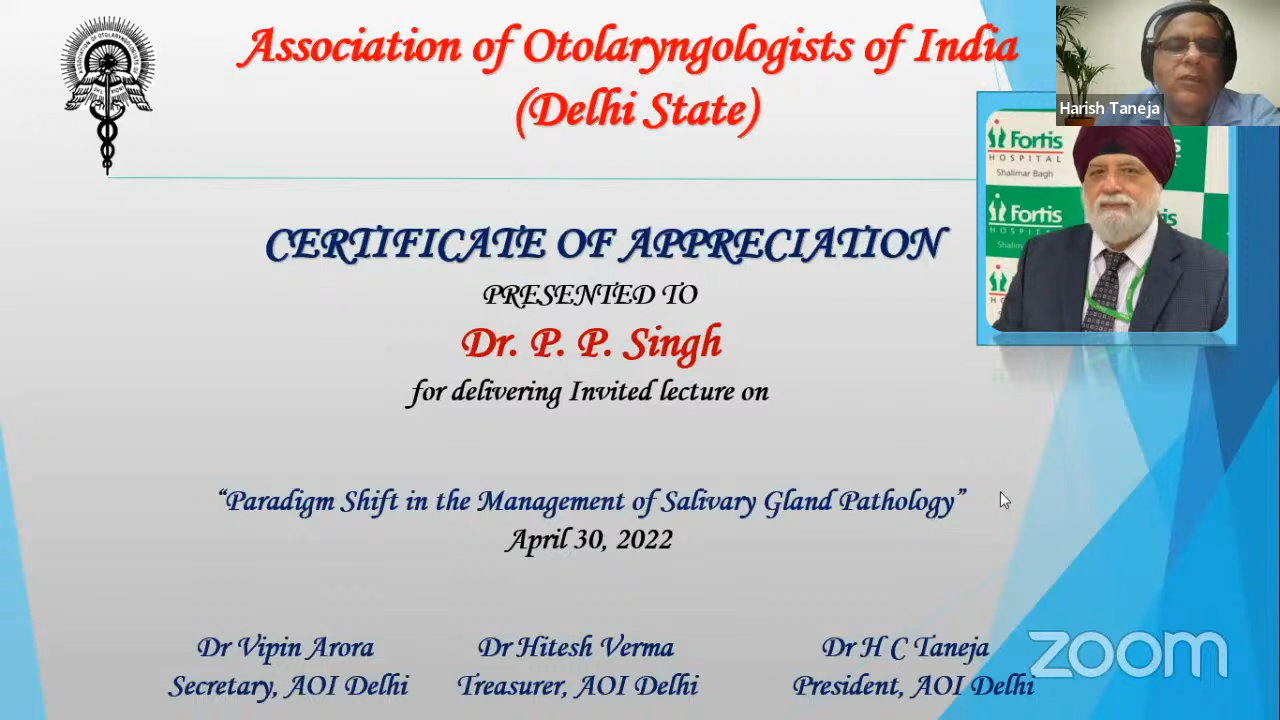 Association of Otolaryngologists of India
(Delhi State)
Harish Taneja
Fortis
HOSPITAL
Shalimar Bagh
Fortis
CERTIFICATE OF APPRECIATION
PRESENTED TO
Dr. P. P. Singh
for delivering Invited lecture on
“Paradigm Shift in the Management of Salivary Gland Pathology”
April 30, 2022
Dr Vipin Arora
Secretary, AOI Delhi
Dr Hitesh Verma
Treasurer, AOI Delhi
Dr H C Taneja
President, AOI Delhi
zoom